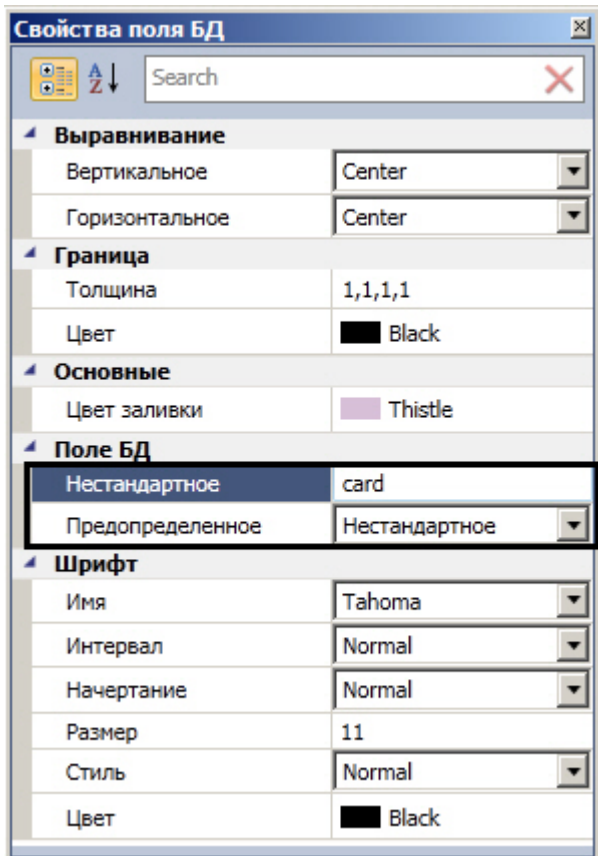 Свойства поля БД
Search
Выравнивание
Вертикальное Center
Горизонтальное Center
Граница
Толщина 1,1,1,1
Цвет Black
Основные
Цвет заливки Thistle
Поле БД
Нестандартное card
Предопределенное Нестандартное
Шрифт
Имя Tahoma
Интервал Normal
Начертание Normal
Размер 11
Стиль Normal
Цвет Black